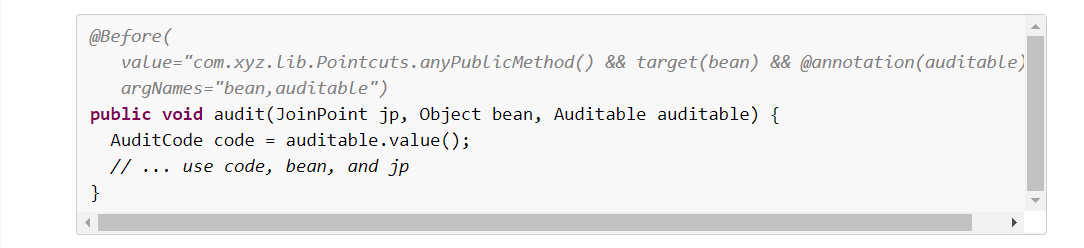 @Before(
value="com.xyz.lib.Pointcuts.anyPublicMethod() && target(bean) && @annotation(auditable)
argNames="bean,auditable")
public void audit(JoinPoint jp, Object bean, Auditable auditable) {
AuditCode code = auditable.value();
// ... use code, bean, and jp
}